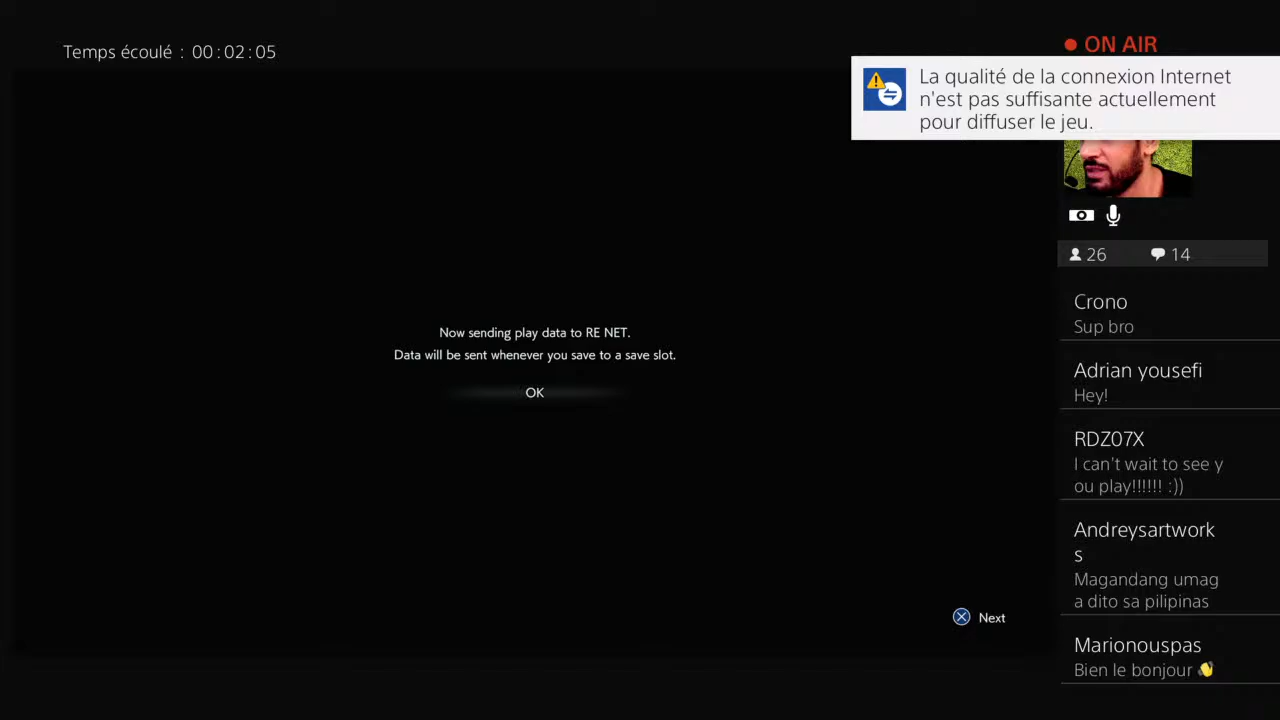 Temps écoulé : 00:02:05
ON AIR
La qualité de la connexion Internet
n'est pas suffisante actuellement
pour diffuser le jeu.
26 14
Now sending play data to RE NET.
Data will be sent whenever you save to a save slot.
OK
Next
Crono
Sup bro
Adrian yousefi
Hey!
RDZ07X
I can't wait to see y
ou play!!!!!! :))
Andreysartwork
s
Magandang umag
a dito sa pilipinas
Marionouspas
Bien le bonjour 👋